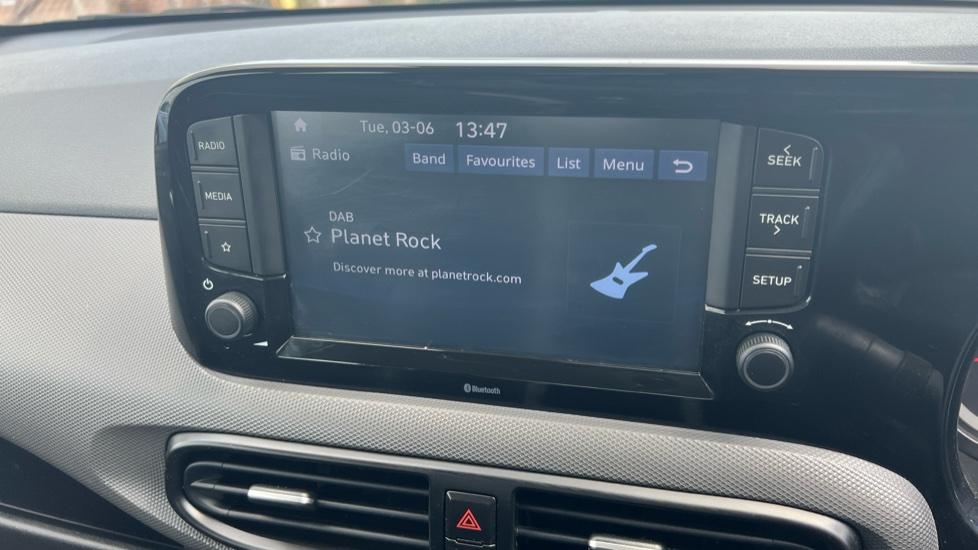 Tue, 03-06 13:47
Radio
Band Favourites List Menu
DAB
Planet Rock
Discover more at planetrock.com
RADIO
MEDIA
SEEK
TRACK
SETUP
Bluetooth